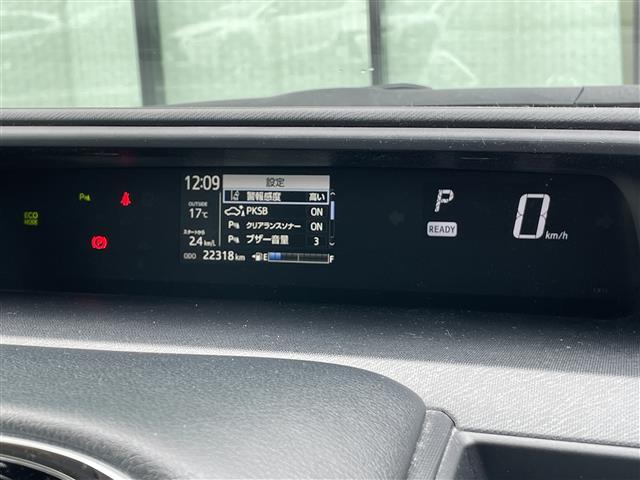 12:09
設定
警報感度 高い
OUTSIDE
17℃
PKSB ON
クリアランスソナー ON
スタートから
2.4km/L
ブザー音量 3
ODO 22318km
E F
ECO
MODE
P
READY
0 km/h